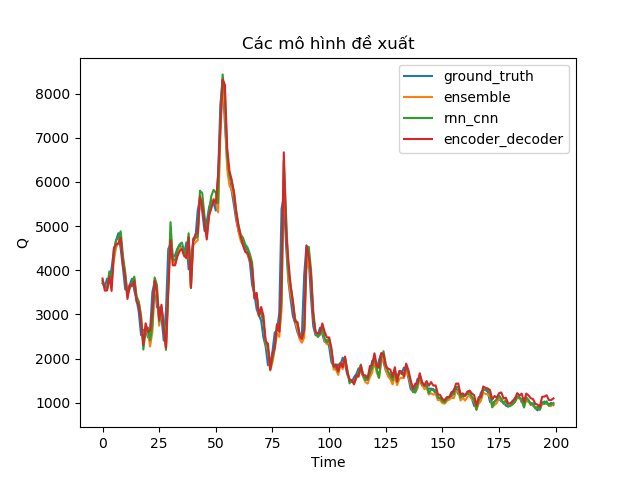 Các mô hình đề xuất
ground_truth
ensemble
rnn_cnn
encoder_decoder
8000
7000
6000
5000
4000
3000
2000
1000
Q
0 25 50 75 100 125 150 175 200
Time